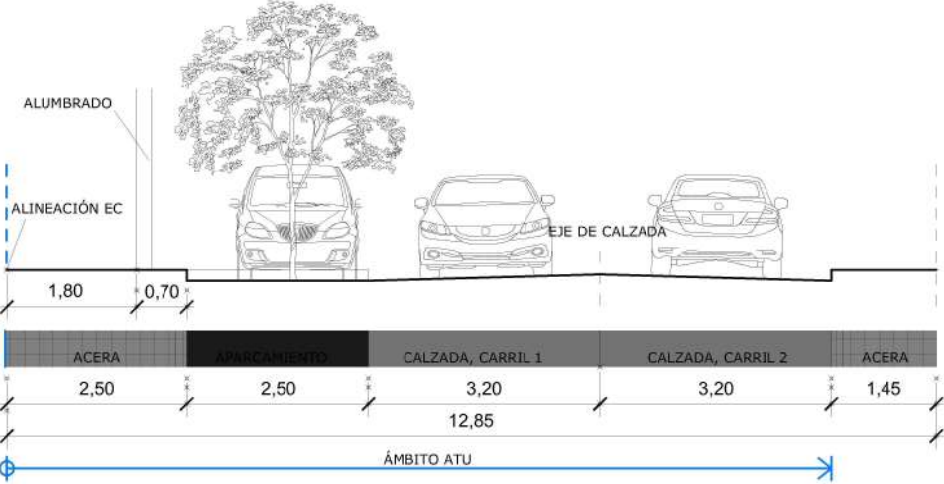 ALUMBRADO
ALINEACIÓN EC
EJE DE CALZADA
1,80 0,70
ACERA APARCAMIENTO CALZADA, CARRIL 1 CALZADA, CARRIL 2 ACERA
2,50 2,50 3,20 3,20 1,45
12,85
ÁMBITO ATU